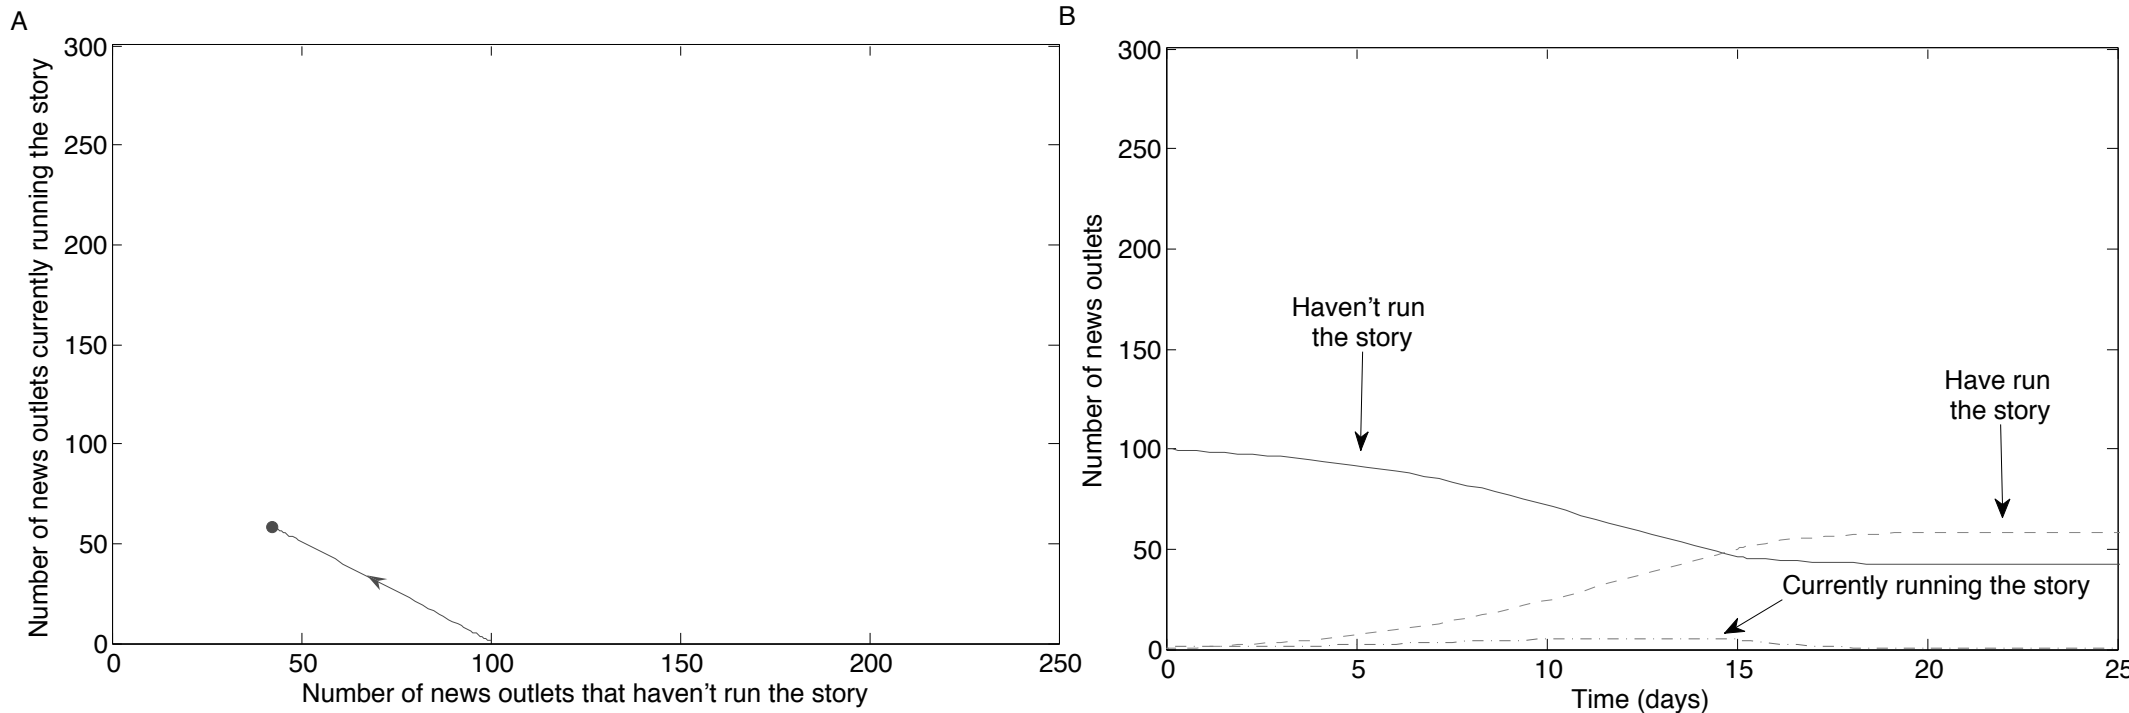 A
Number of news outlets currently running the story
300
250
200
150
100
50
0
0 50 100 150 200 250
Number of news outlets that haven't run the story
B
Number of news outlets
300
250
200
150
100
50
0
Haven't run
the story
Have run
the story
Currently running the story
0 5 10 15 20 25
Time (days)